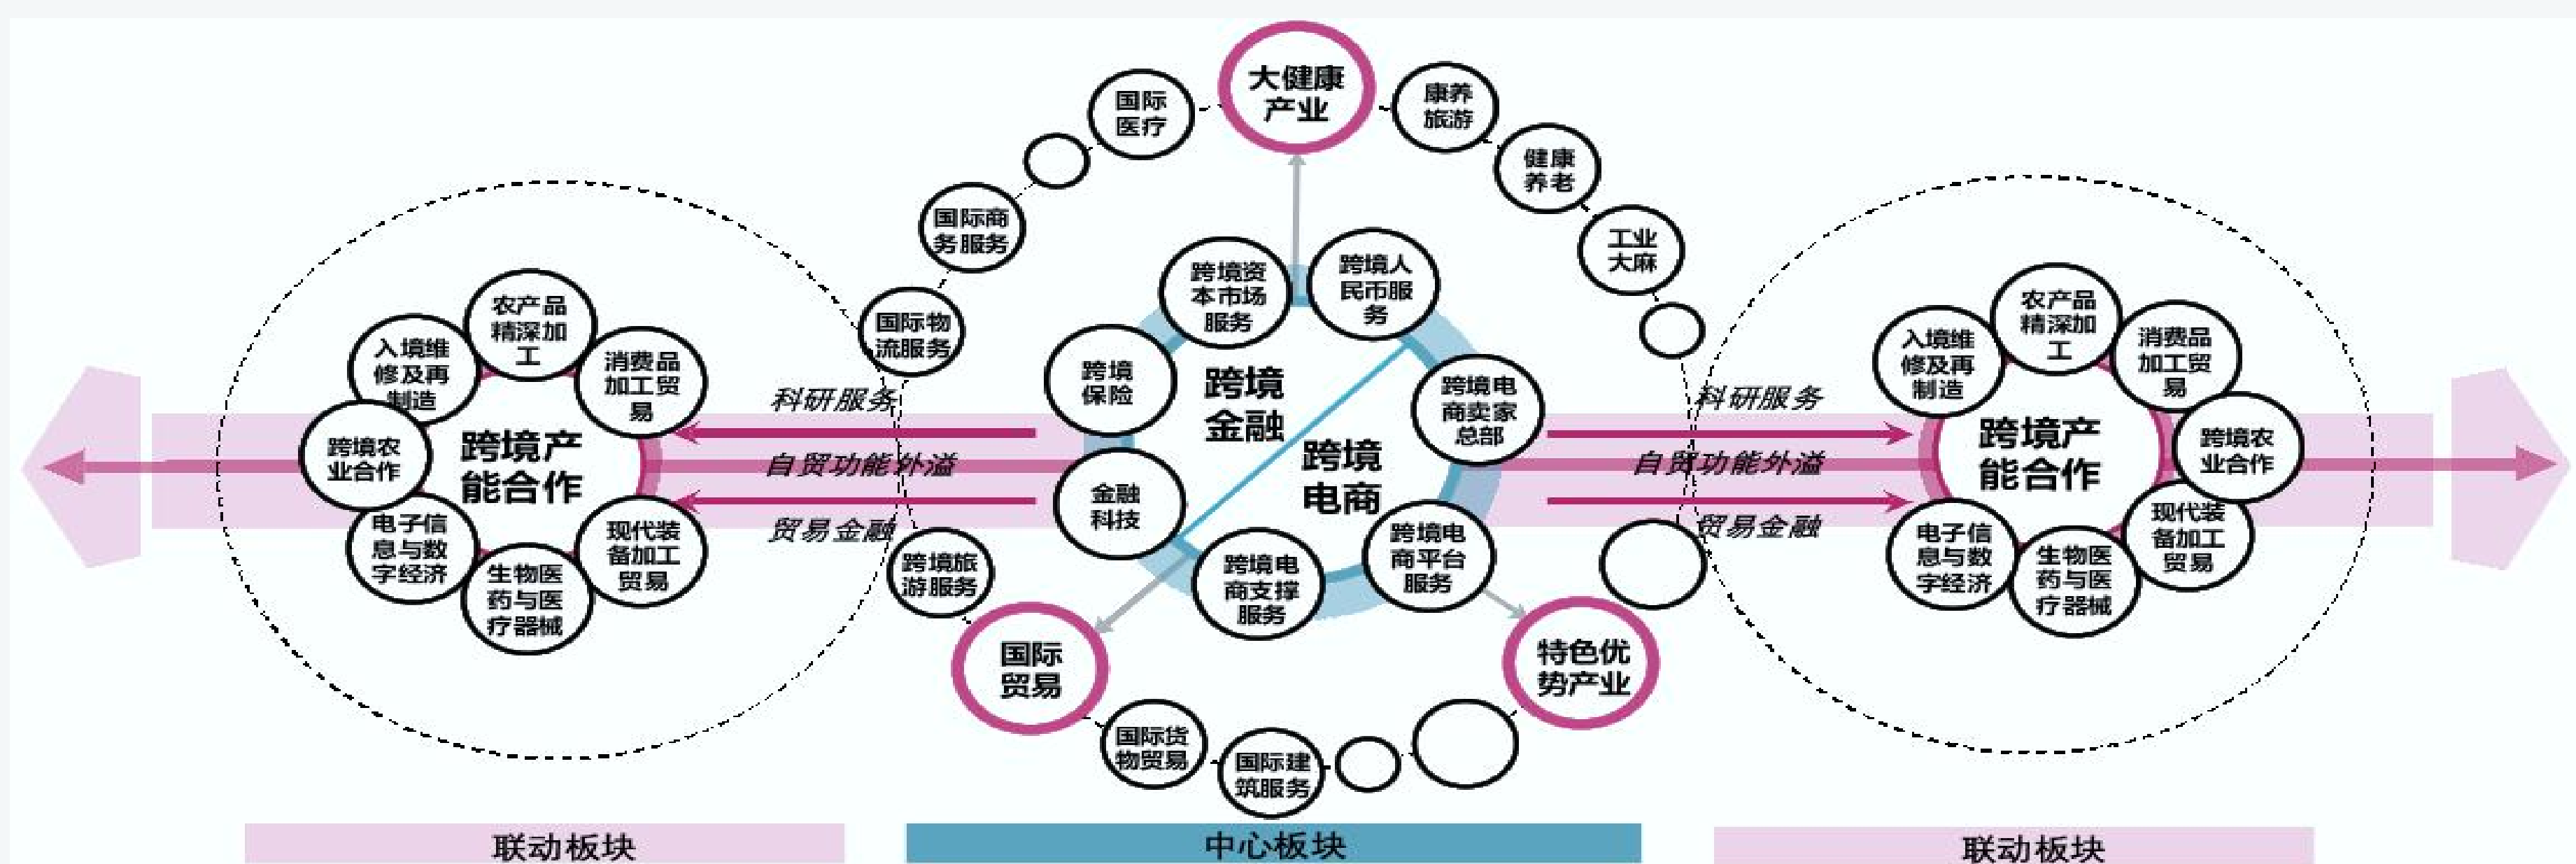 大健康
产业
国际
医疗
康养
旅游
健康
养老
工业
大麻
国际商
务服务
国际物
流服务
跨境旅
游服务
国际
贸易
国际货
物贸易
国际建
筑服务
特色优
势产业
跨境资
本市场
服务
跨境人
民币服
务
跨境
保险
金融
科技
跨境
金融
跨境
电商
跨境电
商卖家
总部
跨境电
商平台
服务
跨境电
商支撑
服务
农产品
精深加
工
入境维
修及再
制造
消费品
加工贸
易
跨境农
业合作
跨境产
能合作
电子信
息与数
字经济
生物医
药与医
疗器械
现代装
备加工
贸易
科研服务
自贸功能外溢
贸易金融
科研服务
自贸功能外溢
贸易金融
农产品
精深加
工
入境维
修及再
制造
消费品
加工贸
易
跨境农
业合作
跨境产
能合作
电子信
息与数
字经济
生物医
药与医
疗器械
现代装
备加工
贸易
联动板块
中心板块
联动板块